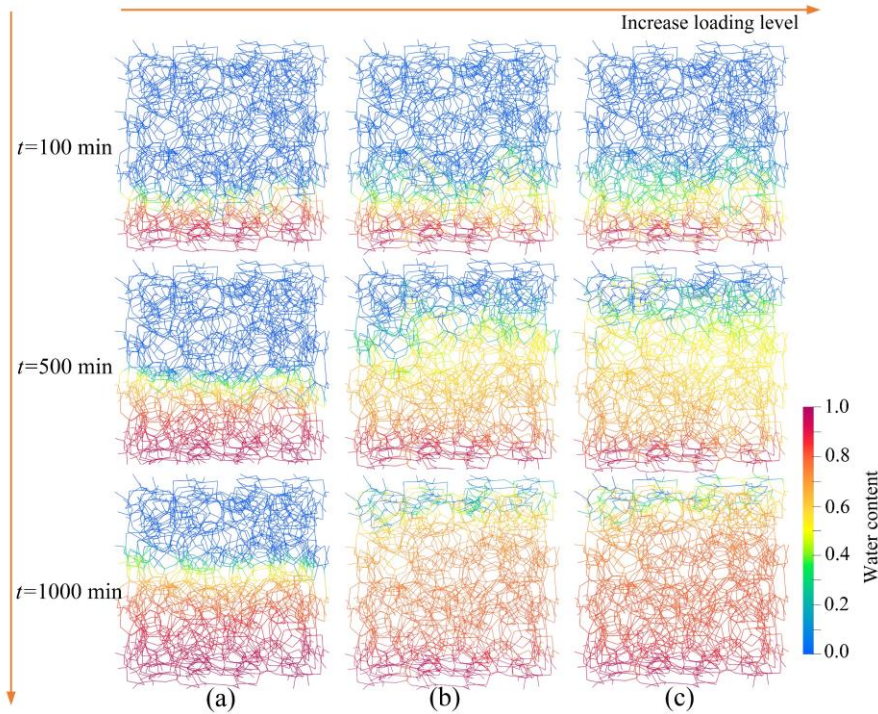 Increase loading level
t=100 min
t=500 min
t=1000 min
1.0
0.8
0.6
0.4
0.2
0.0
Water content
(a)
(b)
(c)